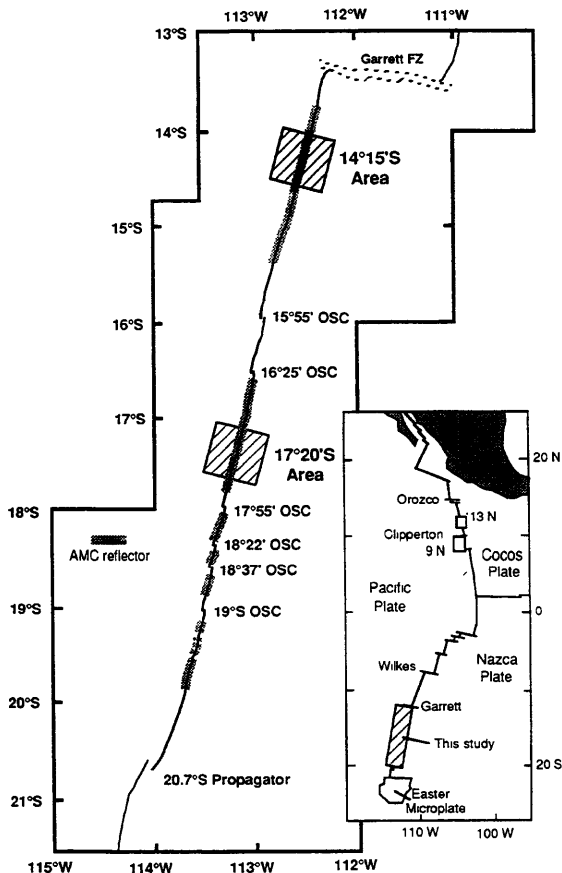 113°W
112°W
111°W
13°S
Garrett FZ
14°S
14°15'S
Area
15°S
15°55' OSC
16°S
16°25' OSC
17°S
17°20'S
Area
17°55' OSC
18°S
18°22' OSC
AMC reflector
18°37' OSC
19°S
19°S OSC
20°S
20.7°S Propagator
21°S
115°W
114°W
113°W
112°W
20 N
Orozco
13 N
Clipperton
9 N
Cocos
Plate
Pacific
Plate
0
Nazca
Plate
Wilkes
Garrett
This study
20 S
Easter
Microplate
110 W
100 W